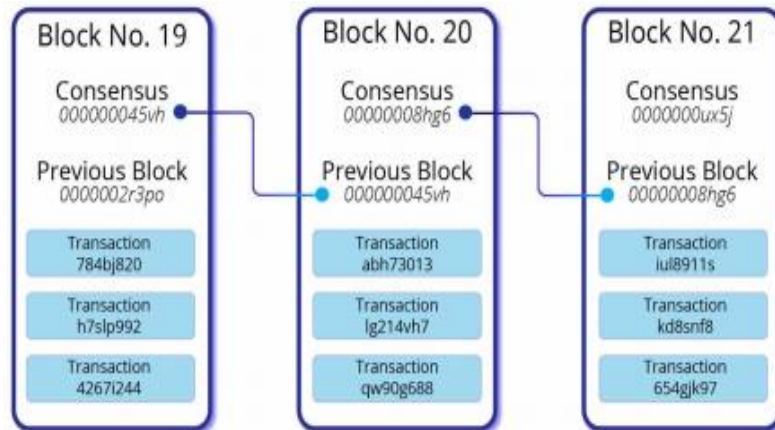 Block No. 19
Consensus
000000045vh
Previous Block
0000002r3po
Transaction
784bj820
Transaction
h7slp992
Transaction
4267i244
Block No. 20
Consensus
00000008hg6
Previous Block
000000045vh
Transaction
abh73013
Transaction
lg214vh7
Transaction
qw90g688
Block No. 21
Consensus
0000000ux5j
Previous Block
00000008hg6
Transaction
iul8911s
Transaction
kd8snf8
Transaction
654gjk97